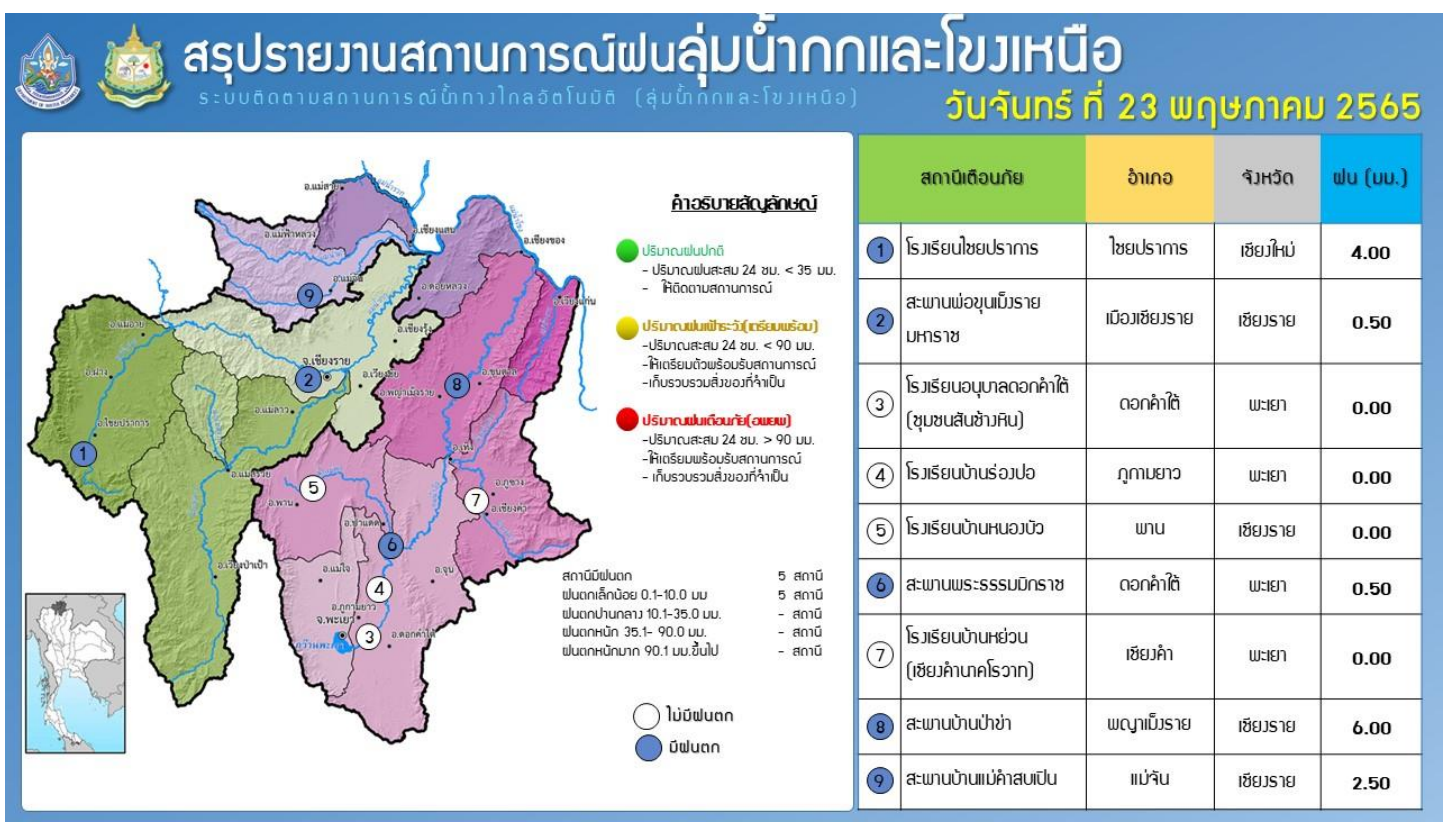 สรุปรายงานสถานการณ์ฝนลุ่มน้ำกกและโขงเหนือ
ระบบติดตามสถานการณ์น้ำทางไกลอัตโนมัติ (ลุ่มน้ำกกและโขงเหนือ)
วันจันทร์ ที่ 23 พฤษภาคม 2565
อ.แม่สาย
อ.แม่ฟ้าหลวง
อ.เชียงแสน
อ.เชียงของ
อ.แม่จัน
อ.ดอยหลวง
อ.เวียงแก่น
อ.แม่อาย
อ.เชียงรุ้ง
จ.เชียงราย
อ.ฝาง
อ.เวียงชัย
อ.พญาเม็งราย
อ.ขุนตาล
อ.แม่ลาว
อ.ไชยปราการ
อ.เทิง
อ.แม่สรวย
อ.พาน
อ.ภูซาง
อ.เชียงคำ
อ.ป่าแดด
อ.เวียงป่าเป้า
อ.แม่ใจ
อ.จุน
อ.ภูกามยาว
จ.พะเยา
อ.ดอกคำใต้
กว๊านพะเยา
1
2
3
4
5
6
7
8
9
คำอธิบายสัญลักษณ์
ปริมาณฝนปกติ
- ปริมาณฝนสะสม 24 ชม. < 35 มม.
- ให้ติดตามสถานการณ์
ปริมาณฝนเฝ้าระวัง(เตรียมพร้อม)
-ปริมาณสะสม 24 ชม. < 90 มม.
-ให้เตรียมตัวพร้อมรับสถานการณ์
-เก็บรวบรวมสิ่งของที่จำเป็น
ปริมาณฝนเตือนภัย(อพยพ)
-ปริมาณสะสม 24 ชม. > 90 มม.
-ให้เตรียมพร้อมรับสถานการณ์
- เก็บรวบรวมสิ่งของที่จำเป็น
สถานีมีฝนตก 5 สถานี
ฝนตกเล็กน้อย 0.1-10.0 มม 5 สถานี
ฝนตกปานกลาง 10.1-35.0 มม. - สถานี
ฝนตกหนัก 35.1- 90.0 มม. - สถานี
ฝนตกหนักมาก 90.1 มม.ขึ้นไป - สถานี
ไม่มีฝนตก
มีฝนตก
สถานีเตือนภัย อำเภอ จังหวัด ฝน (มม.)
1 โรงเรียนไชยปราการ ไชยปราการ เชียงใหม่ 4.00
2 สะพานพ่อขุนเม็งราย
มหาราช เมืองเชียงราย เชียงราย 0.50
3 โรงเรียนอนุบาลดอกคำใต้
(ชุมชนสันช้างหิน) ดอกคำใต้ พะเยา 0.00
4 โรงเรียนบ้านร่องปอ ภูกามยาว พะเยา 0.00
5 โรงเรียนบ้านหนองบัว พาน เชียงราย 0.00
6 สะพานพระธรรมมิกราช ดอกคำใต้ พะเยา 0.50
7 โรงเรียนบ้านหย่วน
(เชียงคำนาคโรวาท) เชียงคำ พะเยา 0.00
8 สะพานบ้านป่าข่า พญาเม็งราย เชียงราย 6.00
9 สะพานบ้านแม่คำสบเปิน แม่จัน เชียงราย 2.50